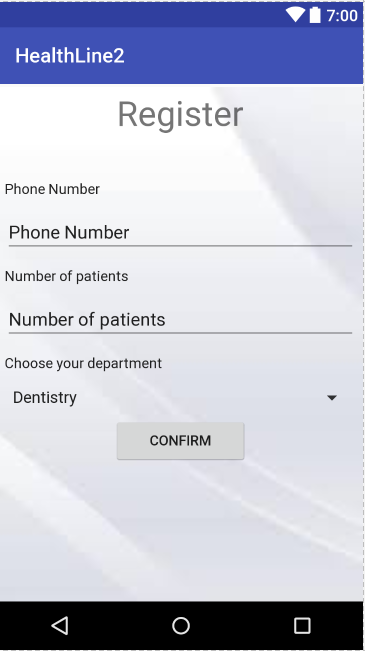 7:00
HealthLine2
Register
Phone Number
Phone Number
Number of patients
Number of patients
Choose your department
Dentistry
CONFIRM